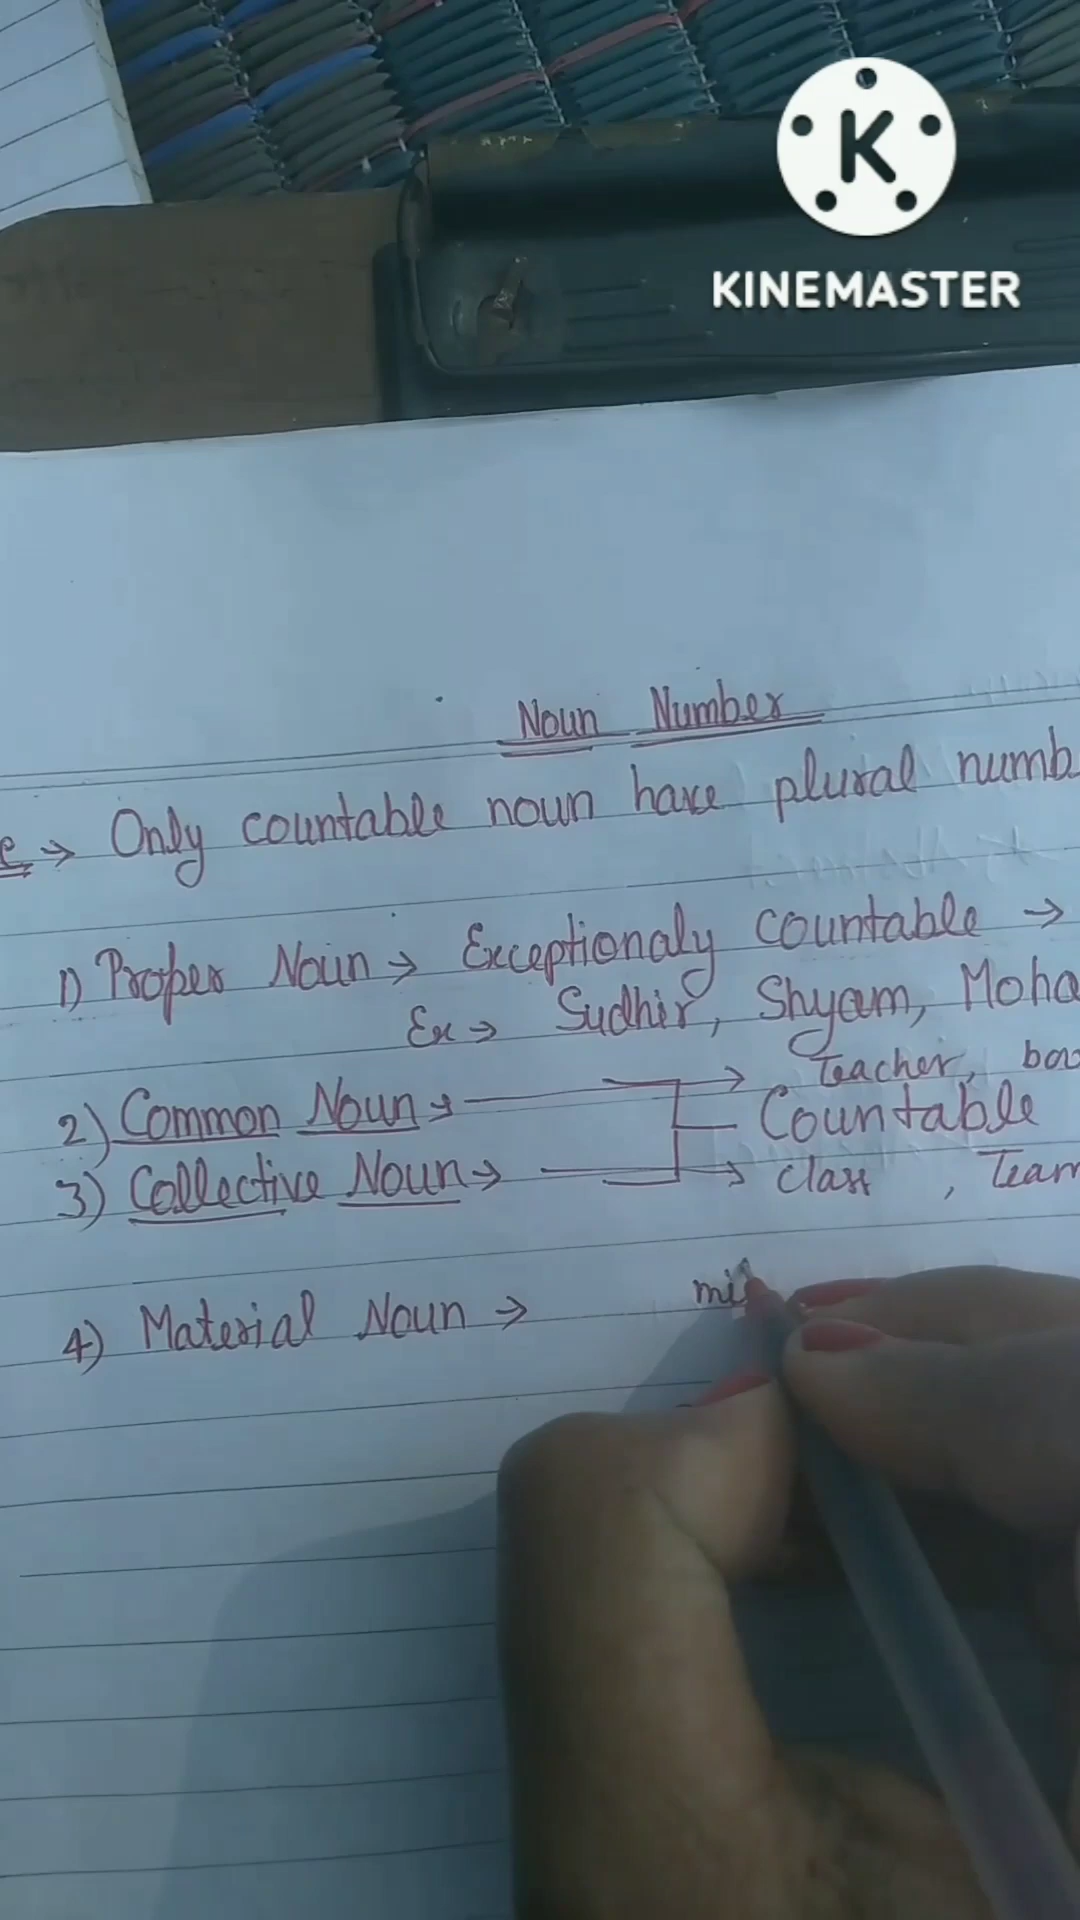 KINEMASTER
Noun Number
e → Only countable noun have plural numb
1) Proper Noun → Exceptionaly countable →
Ex → Sudhir, Shyam, Moha
Teacher, bo
2) Common Noun →
Countable
3) Collective Noun → → class , Team
4) Material Noun → mil